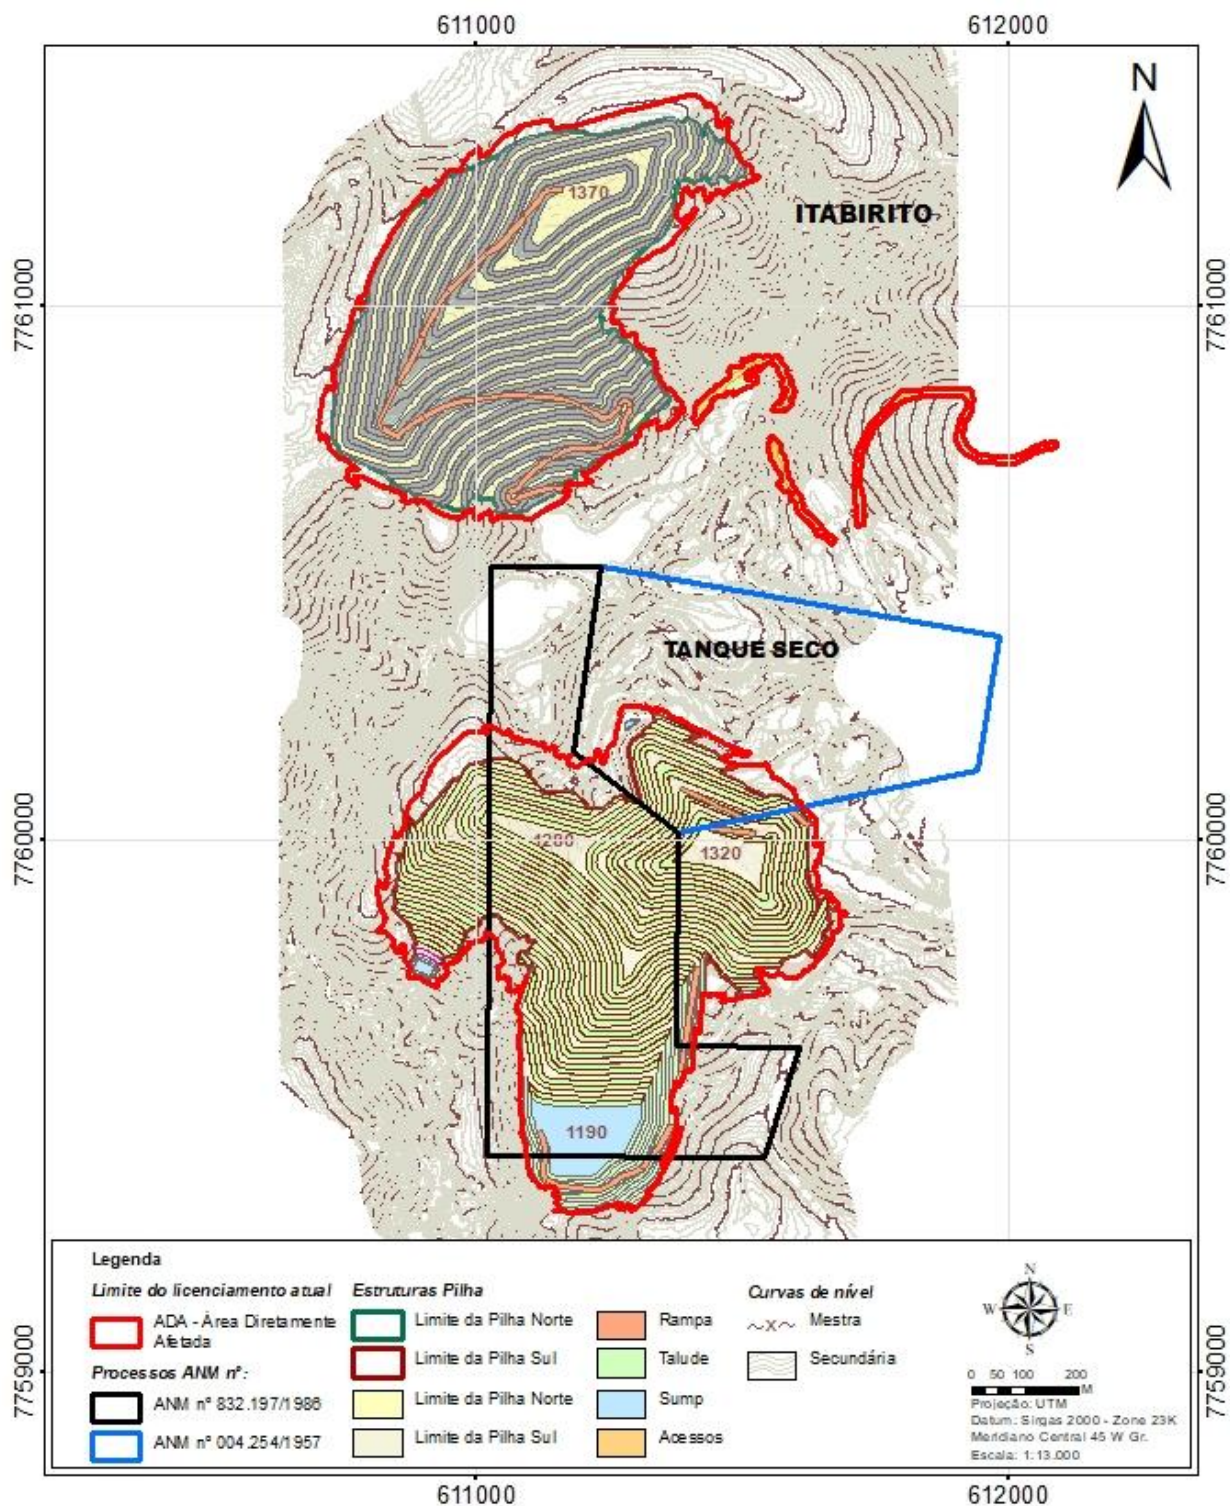 611000
612000
N
1370
ITABIRITO
7761000
7761000
TANQUE SECO
7760000
1280
1320
7760000
1190
Legenda
Limite do licenciamento atual
ADA - Área Diretamente
Afetada
Processos ANM nº:
ANM nº 832.197/1986
ANM nº 004.254/1957
Estruturas Pilha
Limite da Pilha Norte
Limite da Pilha Sul
Limite da Pilha Norte
Limite da Pilha Sul
Rampa
Talude
Sump
Acessos
Curvas de nível
Mestra
Secundária
N
W E
S
0 50 100 200
M
Projeção: UTM
Datum: Sirgas 2000 - Zone 23K
Meridiano Central 45 W Gr.
Escala: 1:13.000
7759000
7759000
611000
612000